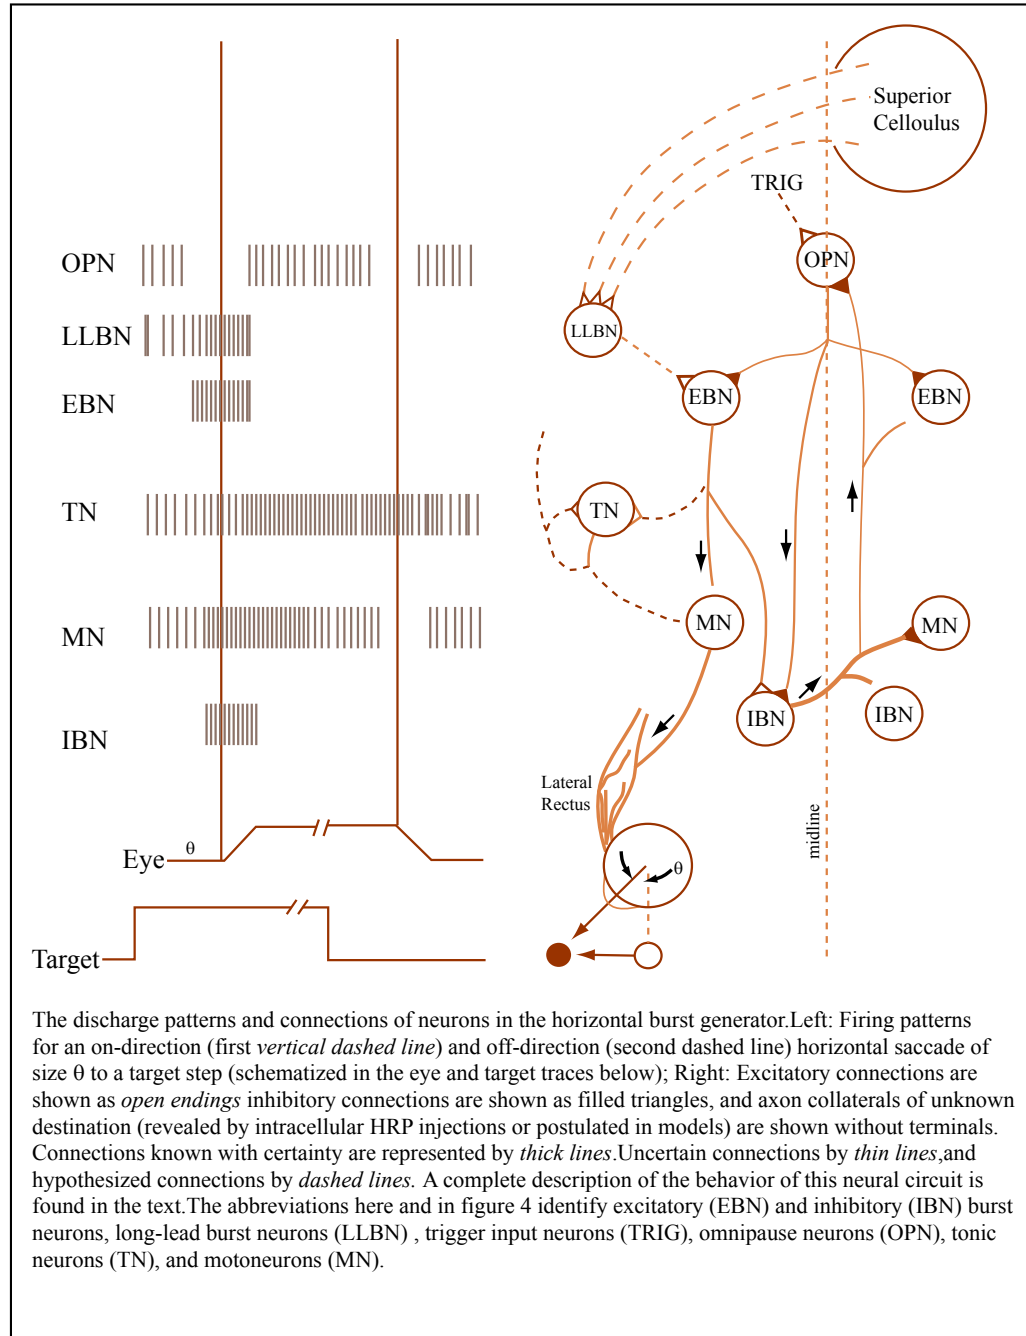 Superior
Celloulus
TRIG
OPN
OPN
LLBN
LLBN
EBN
EBN
EBN
TN
TN
MN
MN
MN
IBN
IBN
IBN
Lateral
Rectus
midline
θ
Eye
θ
Target
The discharge patterns and connections of neurons in the horizontal burst generator.Left: Firing patterns
for an on-direction (first vertical dashed line) and off-direction (second dashed line) horizontal saccade of
size θ to a target step (schematized in the eye and target traces below); Right: Excitatory connections are
shown as open endings inhibitory connections are shown as filled triangles, and axon collaterals of unknown
destination (revealed by intracellular HRP injections or postulated in models) are shown without terminals.
Connections known with certainty are represented by thick lines.Uncertain connections by thin lines,and
hypothesized connections by dashed lines. A complete description of the behavior of this neural circuit is
found in the text.The abbreviations here and in figure 4 identify excitatory (EBN) and inhibitory (IBN) burst
neurons, long-lead burst neurons (LLBN) , trigger input neurons (TRIG), omnipause neurons (OPN), tonic
neurons (TN), and motoneurons (MN).